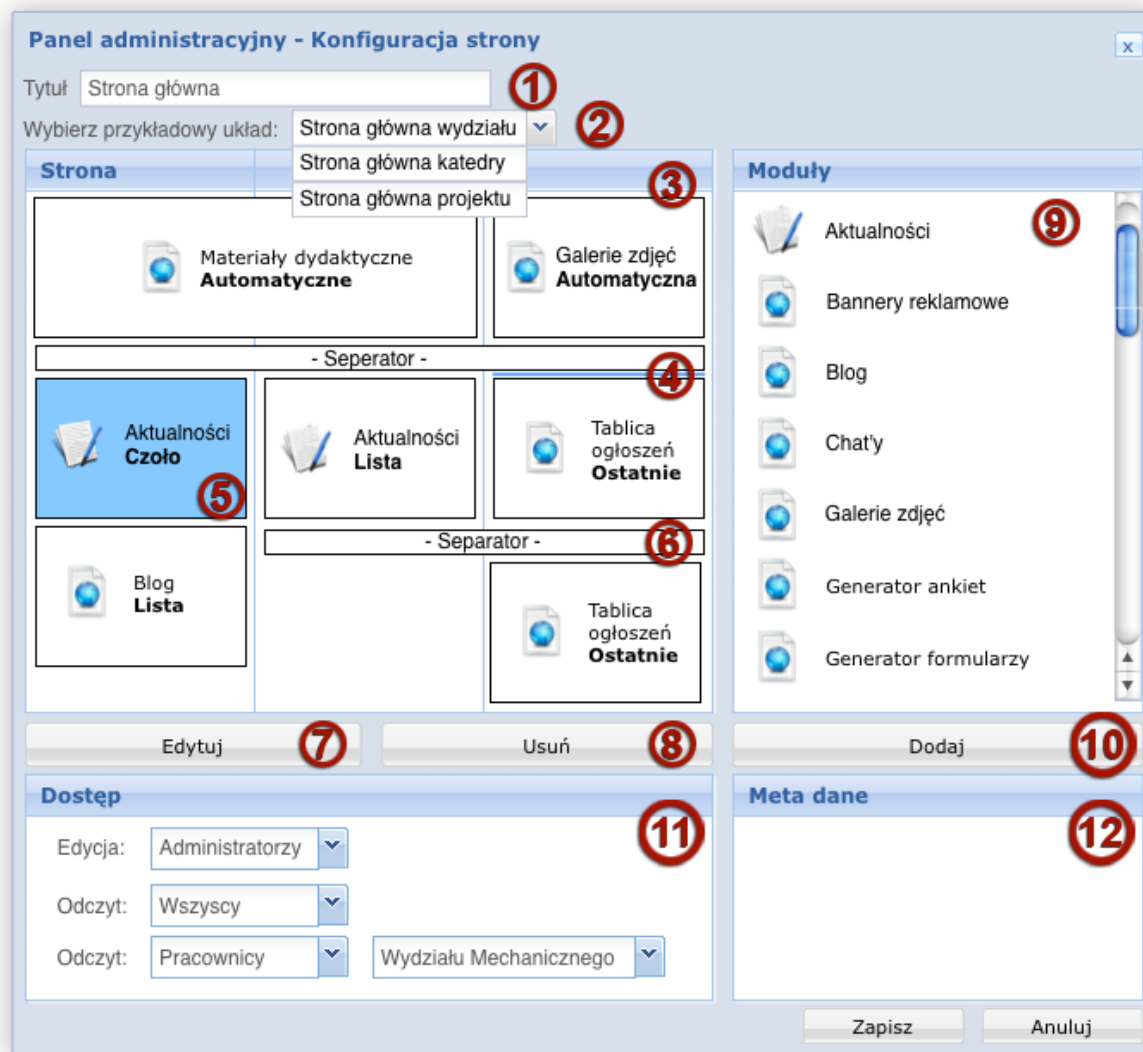 Panel administracyjny - Konfiguracja strony
x
Tytuł Strona główna 1
Wybierz przykładowy układ: Strona główna wydziału 2
Strona główna katedry
Strona główna projektu
Strona 3
Materiały dydaktyczne
Automatyczne
Galerie zdjęć
Automatyczna
- Seperator -
4
Aktualności
Czoło
5
Aktualności
Lista
Tablica
ogłoszeń
Ostatnie
- Separator - 6
Blog
Lista
Tablica
ogłoszeń
Ostatnie
Edytuj 7
Usuń 8
Moduły
9
Aktualności
Bannery reklamowe
Blog
Chat'y
Galerie zdjęć
Generator ankiet
Generator formularzy
Dodaj 10
Dostęp 11
Edycja: Administratorzy
Odczyt: Wszyscy
Odczyt: Pracownicy Wydziału Mechanicznego
Meta dane 12
Zapisz Anuluj